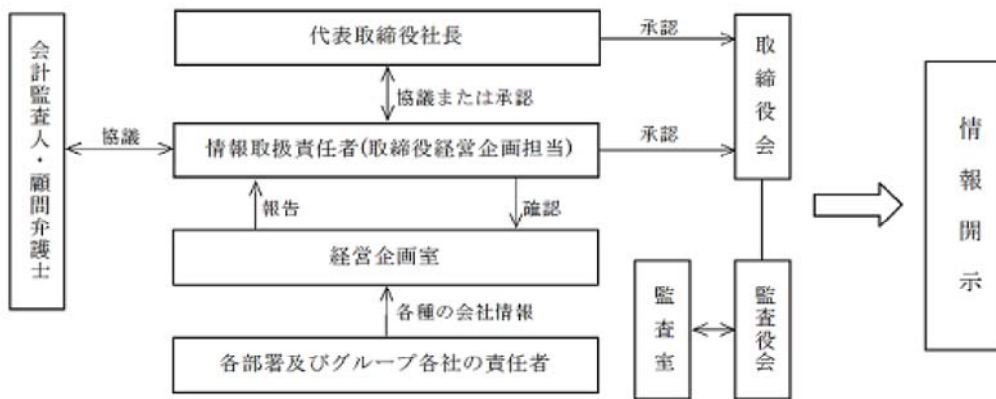 代表取締役社長
承認
取締役会
協議または承認
会計監査人・顧問弁護士
協議
情報取扱責任者(取締役経営企画担当)
承認
情報開示
報告
確認
経営企画室
各種の会社情報
監査室
監査役会
各部署及びグループ各社の責任者